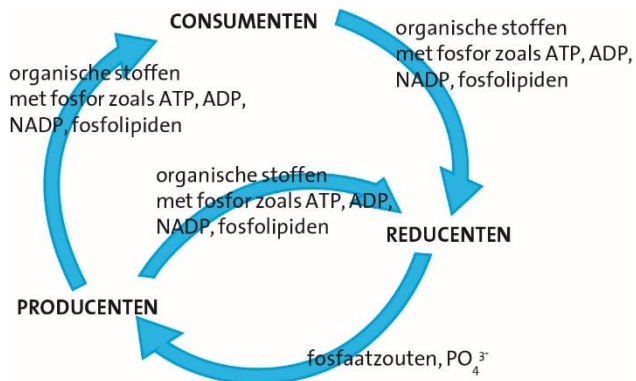 CONSUMENTEN
organische stoffen
met fosfor zoals ATP, ADP,
NADP, fosfolipiden
organische stoffen
met fosfor zoals ATP, ADP,
NADP, fosfolipiden
organische stoffen
met fosfor zoals ATP, ADP,
NADP, fosfolipiden
REDUCENTEN
PRODUCENTEN
fosfaatzouten, PO₄³⁻